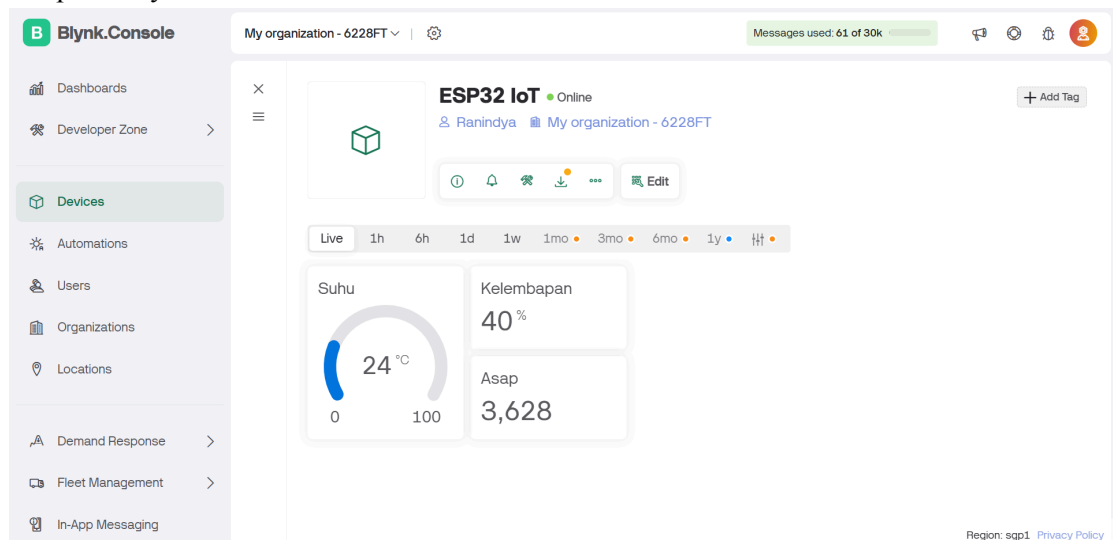 B Blynk.Console
My organization - 6228FT
Messages used: 61 of 30k
Dashboards
Developer Zone
Devices
Automations
Users
Organizations
Locations
Demand Response
Fleet Management
In-App Messaging
ESP32 IoT Online
Ranindya My organization - 6228FT
+ Add Tag
Edit
Live 1h 6h 1d 1w 1mo 3mo 6mo 1y
Suhu
24 °C
0 100
Kelembapan
40 %
Asap
3,628
Region: sgp1 Privacy Policy